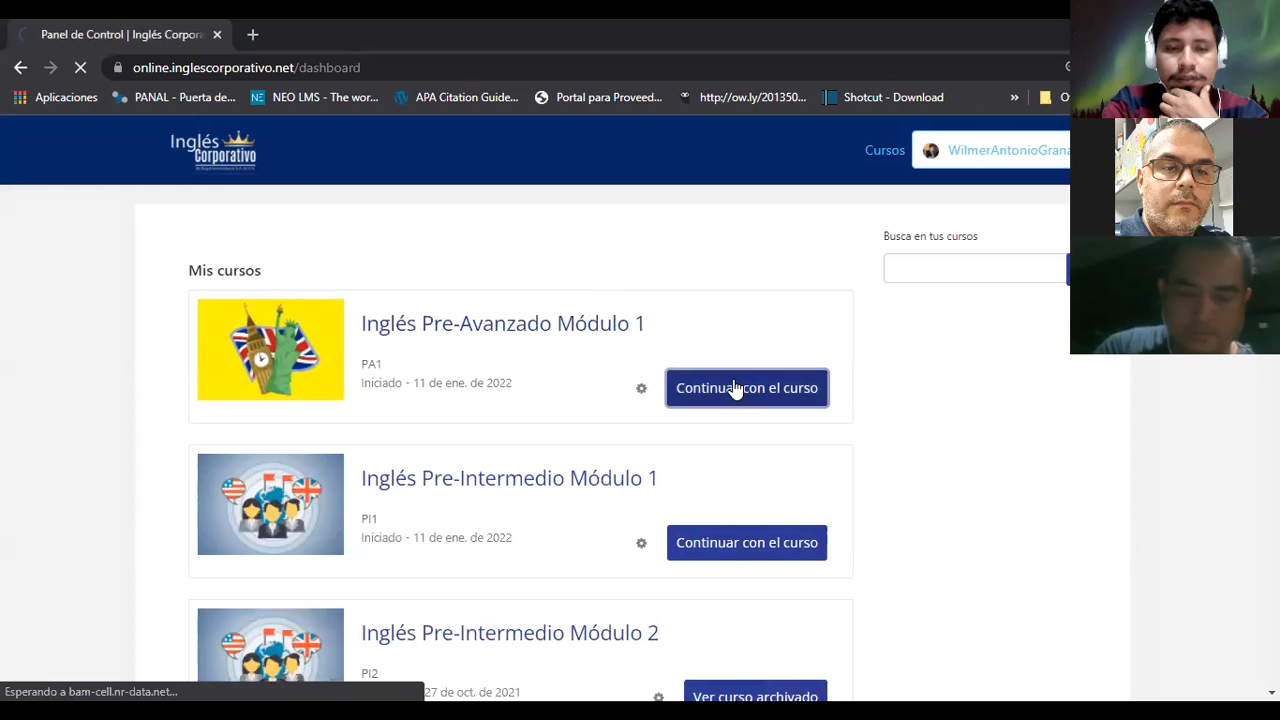 Panel de Control | Inglés Corpora
online.inglescorporativo.net/dashboard
Aplicaciones
PANAL - Puerta de...
NEO LMS - The wor...
APA Citation Guide...
Portal para Proveed...
http://ow.ly/201350...
Shotcut - Download
»
Inglés
Corporativo
Cursos
WilmerAntonioGrana
Busca en tus cursos
Mis cursos
Inglés Pre-Avanzado Módulo 1
PA1
Iniciado - 11 de ene. de 2022
Continuar con el curso
Inglés Pre-Intermedio Módulo 1
PI1
Iniciado - 11 de ene. de 2022
Continuar con el curso
Inglés Pre-Intermedio Módulo 2
PI2
27 de oct. de 2021
Ver curso archivado
Esperando a bam-cell.nr-data.net...